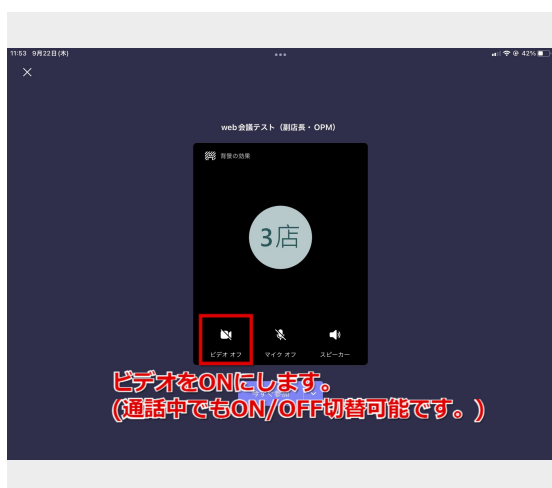 11:53 9月22日(木)
42%
web会議テスト（副店長・OPM）
背景の効果
3店
ビデオ オフ
マイク オフ
スピーカー
ビデオをONにします。
(通話中でもON/OFF切替可能です。)